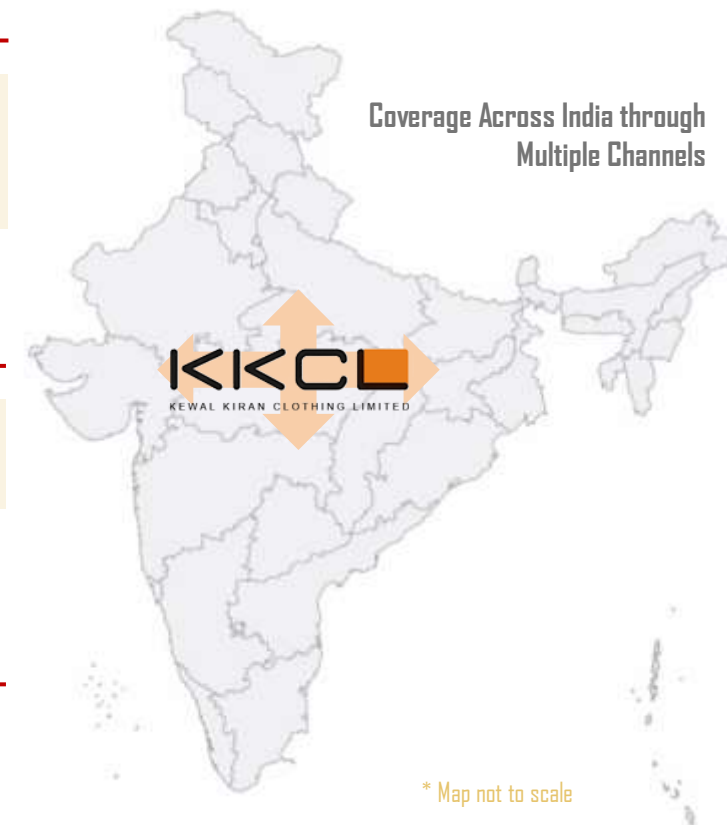 Coverage Across India through
Multiple Channels
KKCL
KEWAL KIRAN CLOTHING LIMITED
* Map not to scale